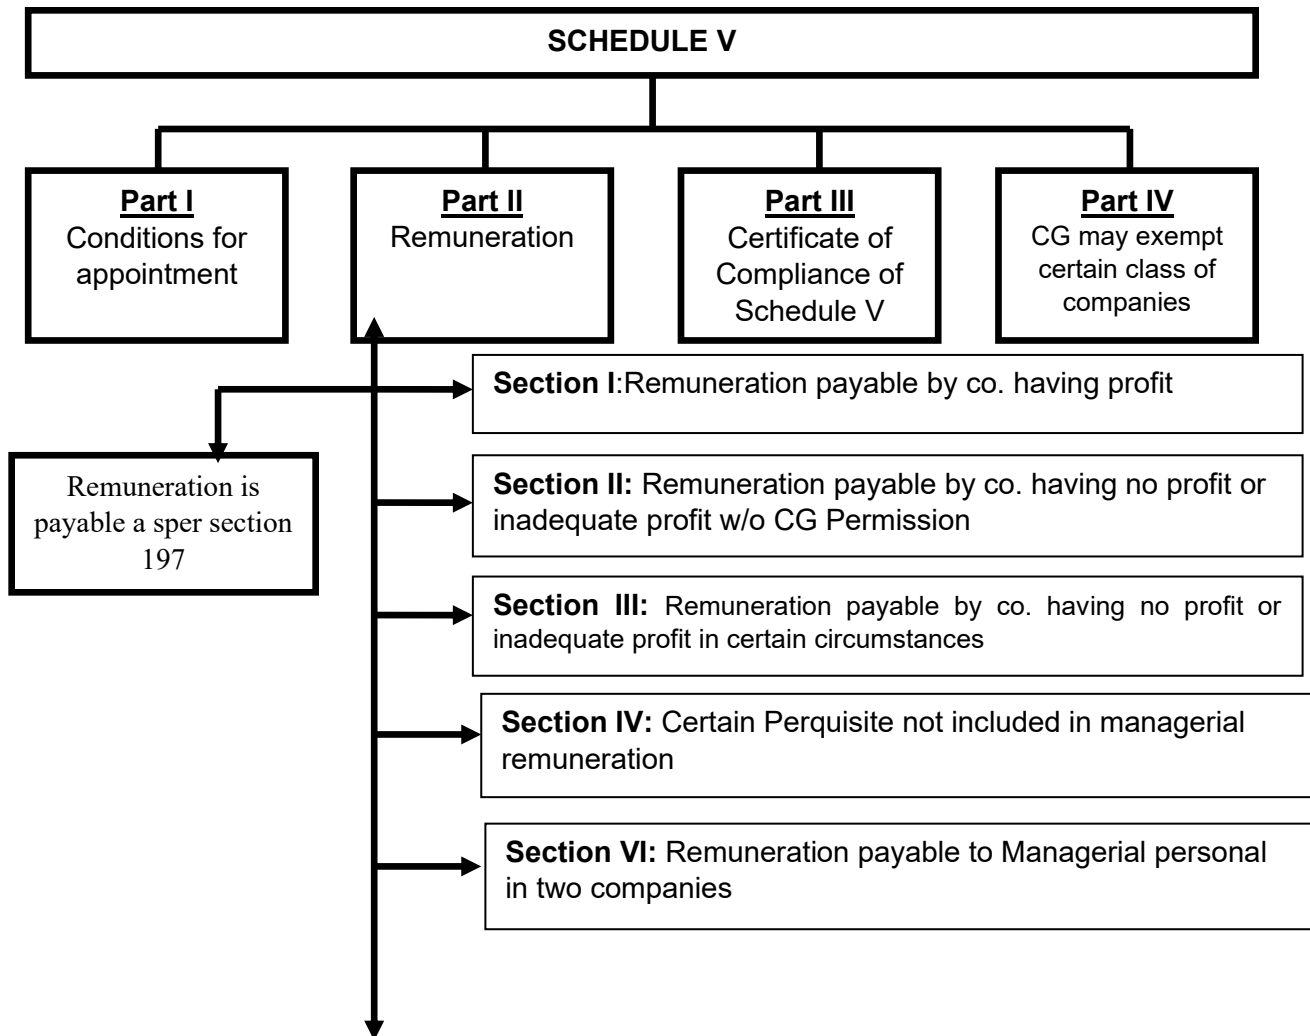 SCHEDULE V
Part I
Conditions for
appointment
Part II
Remuneration
Part III
Certificate of
Compliance of
Schedule V
Part IV
CG may exempt
certain class of
companies
Section I:Remuneration payable by co. having profit
Remuneration is
payable a sper section
197
Section II: Remuneration payable by co. having no profit or
inadequate profit w/o CG Permission
Section III: Remuneration payable by co. having no profit or
inadequate profit in certain circumstances
Section IV: Certain Perquisite not included in managerial
remuneration
Section VI: Remuneration payable to Managerial personal
in two companies